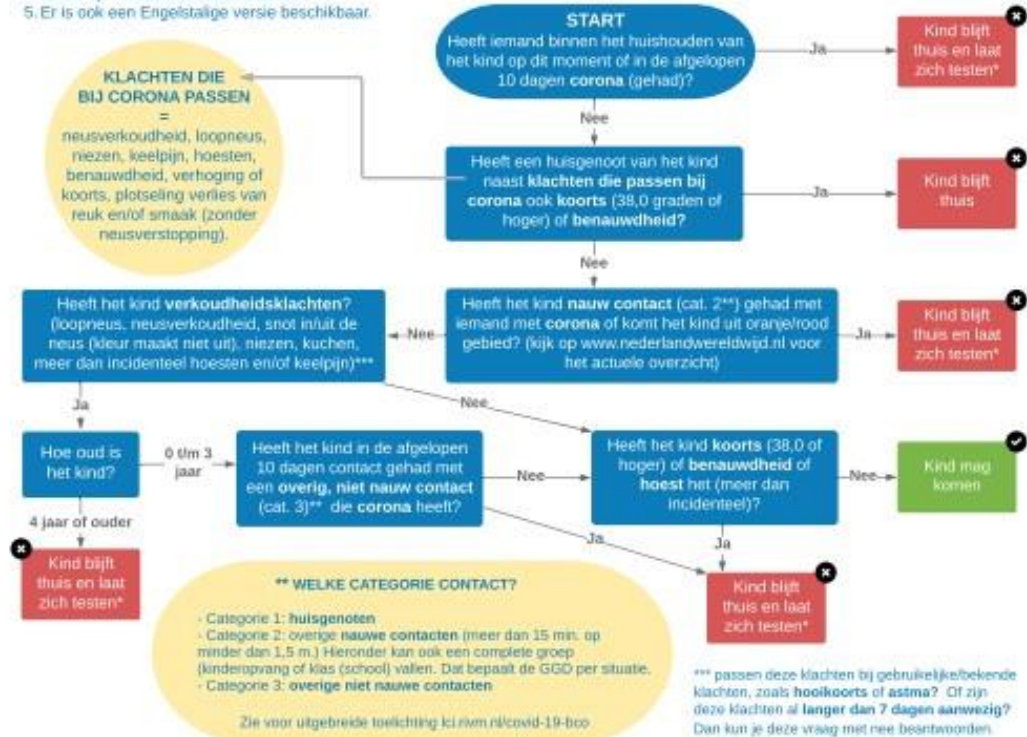 5. Er is ook een Engelstalige versie beschikbaar.
START
Heeft iemand binnen het huishouden van
het kind op dit moment of in de afgelopen
10 dagen corona (gehad)?
Ja
Kind blijft
thuis en laat
zich testen*
KLACHTEN DIE
BIJ CORONA PASSEN
=
neusverkoudheid, loopneus,
niezen, keelpijn, hoesten,
benauwdheid, verhoging of
koorts, plotseling verlies van
reuk en/of smaak (zonder
neusverstopping).
Nee
Heeft een huisgenoot van het kind
naast klachten die passen bij
corona ook koorts (38,0 graden of
hoger) of benauwdheid?
Ja
Kind blijft
thuis
Nee
Heeft het kind verkoudheidsklachten?
(loopneus, neusverkoudheid, snot in/uit de
neus (kleur maakt niet uit), niezen, kuchen,
meer dan incidenteel hoesten en/of keelpijn)***
Nee
Heeft het kind nauw contact (cat. 2**) gehad met
iemand met corona of komt het kind uit oranje/rood
gebied? (kijk op www.nederlandwereldwijd.nl voor
het actuele overzicht)
Ja
Kind blijft
thuis en laat
zich testen*
Ja
Nee
Hoe oud is
het kind?
0 t/m 3
jaar
Heeft het kind in de afgelopen
10 dagen contact gehad met
een overig, niet nauw contact
(cat. 3)** die corona heeft?
Nee
Heeft het kind koorts (38,0 of
hoger) of benauwdheid of
hoest het (meer dan
incidenteel)?
Nee
Kind mag
komen
4 jaar of ouder
Ja
Ja
Kind blijft
thuis en laat
zich testen*
Kind blijft
thuis en laat
zich testen*
** WELKE CATEGORIE CONTACT?
- Categorie 1: huisgenoten
- Categorie 2: overige nauwe contacten (meer dan 15 min. op
minder dan 1,5 m.) Hieronder kan ook een complete groep
(kinderopvang of klas (school) vallen. Dat bepaalt de GGD per situatie.
- Categorie 3: overige niet nauwe contacten
Zie voor uitgebreide toelichting lci.rivm.nl/covid-19-bco
*** passen deze klachten bij gebruikelijke/bekende
klachten, zoals hooikoorts of astma? Of zijn
deze klachten al langer dan 7 dagen aanwezig?
Dan kun je deze vraag met nee beantwoorden.